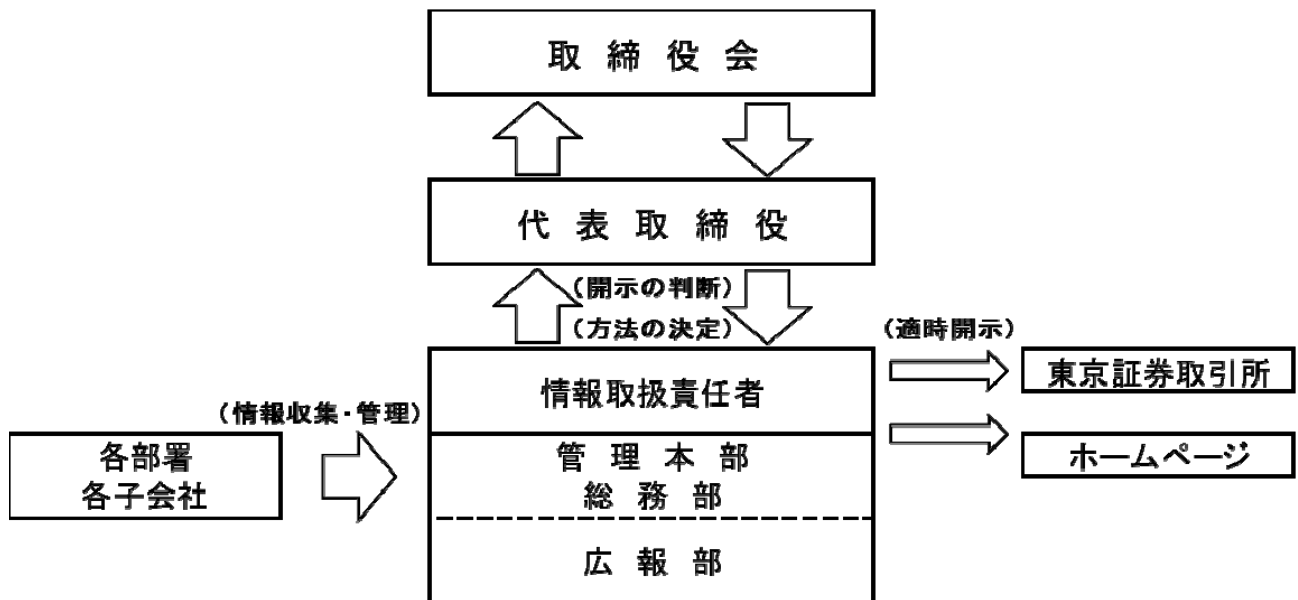 取締役会
代表取締役
（開示の判断）
（方法の決定）
（適時開示）
情報取扱責任者
東京証券取引所
（情報収集・管理）
各部署
各子会社
管理本部
総務部
ホームページ
広報部